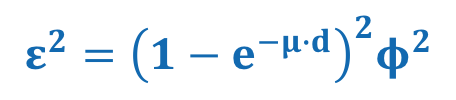 ε² = (1 − e^{−μ·d})² ϕ²